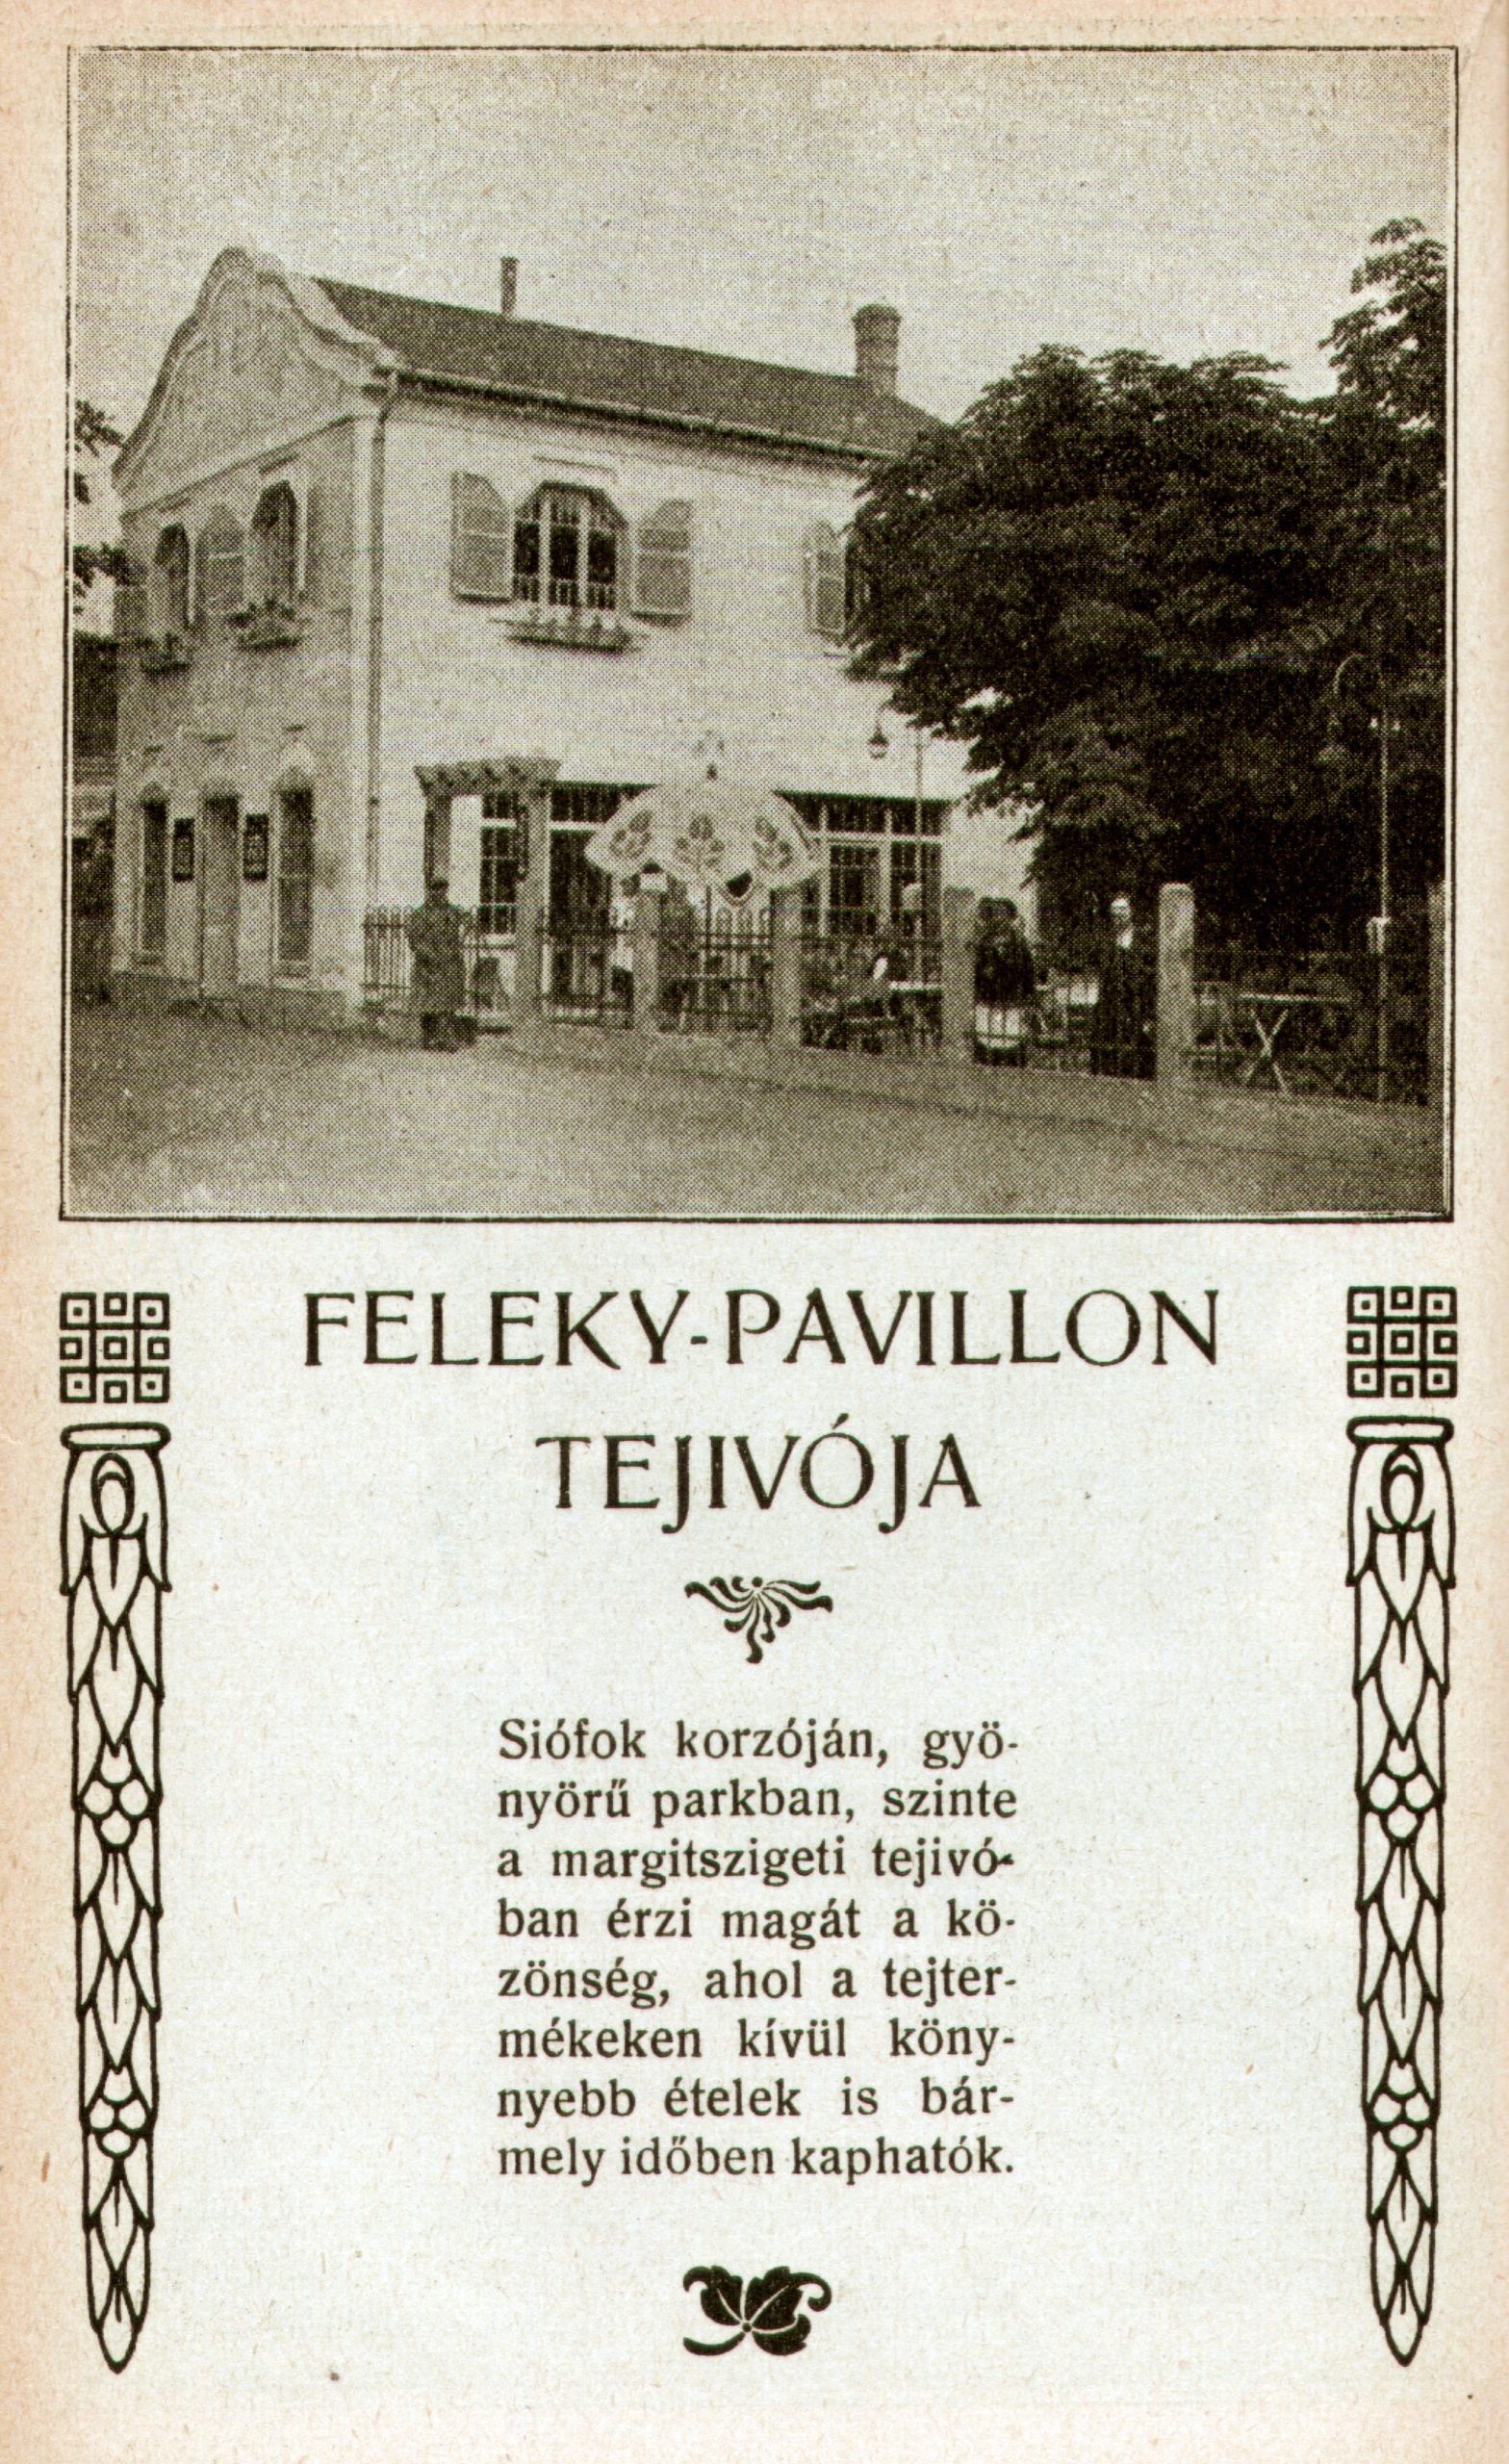 FELEKY-PAVILLON
TEJIVÓJA
Siófok korzóján, gyö-
nyörű parkban, szinte
a margitszigeti tejivó-
ban érzi magát a kö-
zönség, ahol a tejter-
mékeken kívül köny-
nyebb ételek is bár-
mely időben kaphatók.